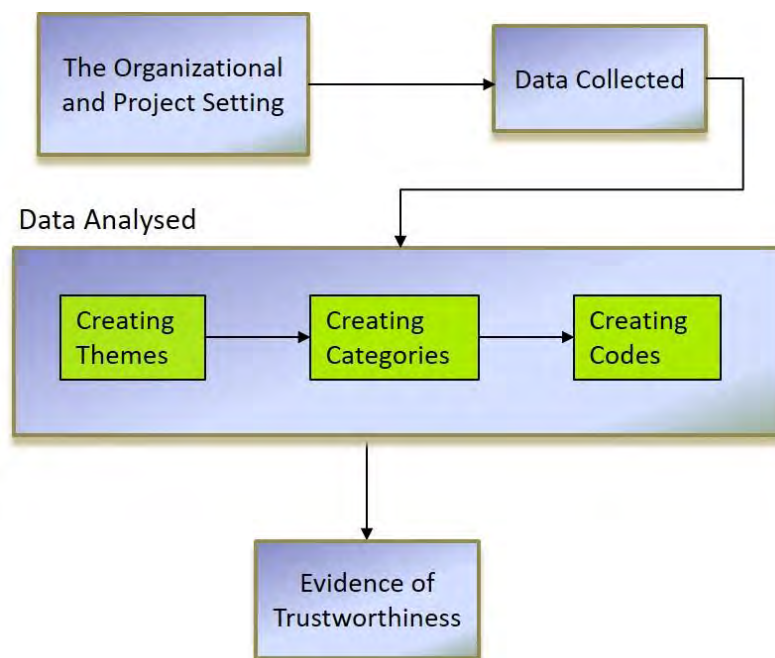 The Organizational
and Project Setting
Data Collected
Data Analysed
Creating
Themes
Creating
Categories
Creating
Codes
Evidence of
Trustworthiness